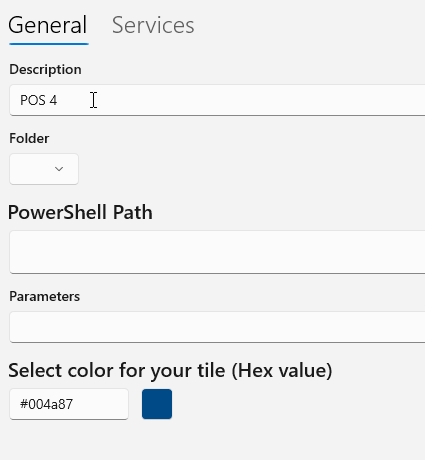 General Services
Description
POS 4
Folder
PowerShell Path
Parameters
Select color for your tile (Hex value)
#004a87